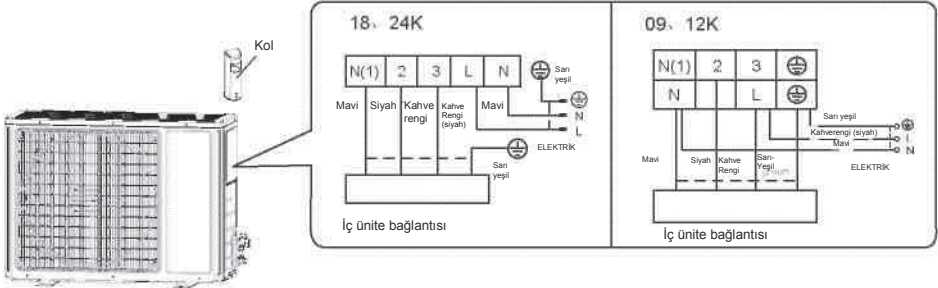 Kol
18、24K
N(1) 2 3 L N
Sarı
yeşil
Mavi Siyah Kahve
rengi
Kahve
Rengi
(siyah)
Mavi
N
L
ELEKTRİK
Sarı
yeşil
İç ünite bağlantısı
09、12K
N(1) 2 3
N L
Sarı yeşil
Kahverengi (siyah)
Mavi
N
ELEKTRİK
Mavi Siyah Kahve
Rengi
Sarı-
Yeşil
İç ünite bağlantısı